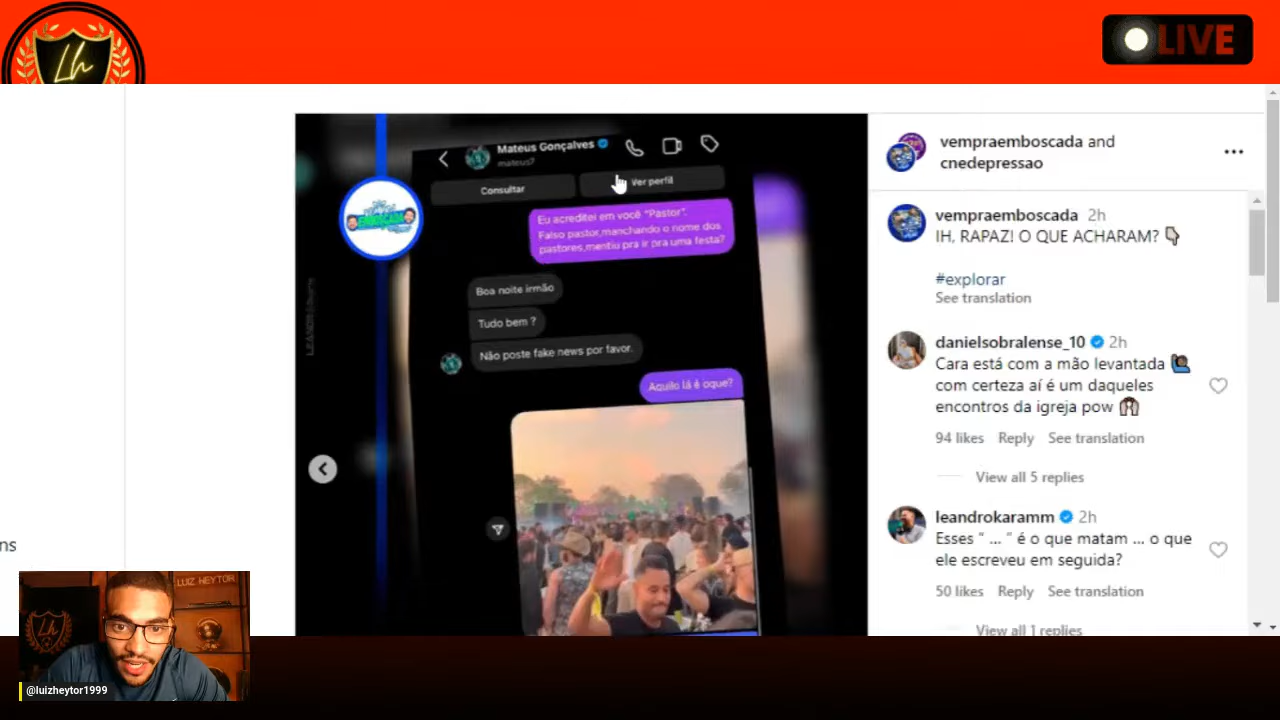 Lh
LIVE
Mateus Gonçalves
mateus7
Consultar
Ver perfil
EMBOSCADA
Eu acreditei em você "Pastor".
Falso pastor,manchando o nome dos
pastores,mentiu pra ir pra uma festa?
Boa noite irmão
Tudo bem ?
Não poste fake news por favor.
Aquilo lá é oque?
vempraemboscada and
cnedepressao
vempraemboscada 2h
IH, RAPAZ! O QUE ACHARAM? 👇🏻
#explorar
See translation
danielsobralense_10 2h
Cara está com a mão levantada 🙋🏿‍♂️
com certeza aí é um daqueles
encontros da igreja pow 🙌🏻
94 likes Reply See translation
View all 5 replies
leandrokaramm 2h
Esses “ ... “ é o que matam ... o que
ele escreveu em seguida?
50 likes Reply See translation
View all 1 replies
ns
LUIZ HEYTOR
Lh
@luizheytor1999